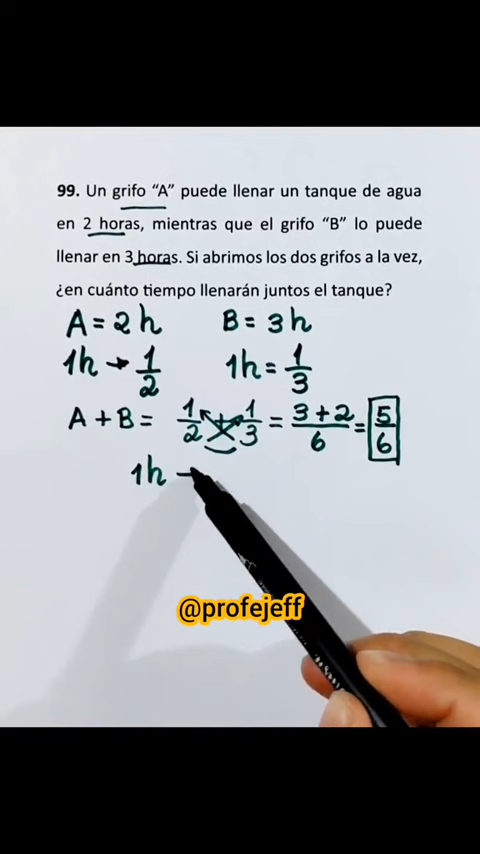 99. Un grifo "A" puede llenar un tanque de agua
en 2 horas, mientras que el grifo "B" lo puede
llenar en 3 horas. Si abrimos los dos grifos a la vez,
¿en cuánto tiempo llenarán juntos el tanque?
A = 2h B = 3h
1h → 1/2 1h = 1/3
A + B = 1/2 + 1/3 = 3+2/6 = 5/6
1h –
@profejeff